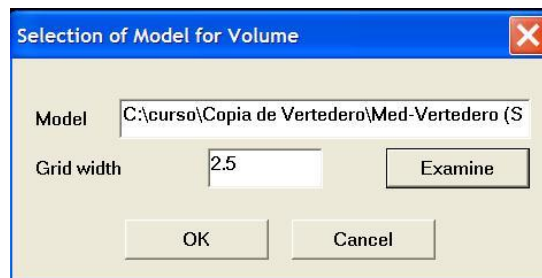 Selection of Model for Volume
Model C:\curso\Copia de Vertedero\Med-Vertedero (S
Grid width 2.5 Examine
OK Cancel